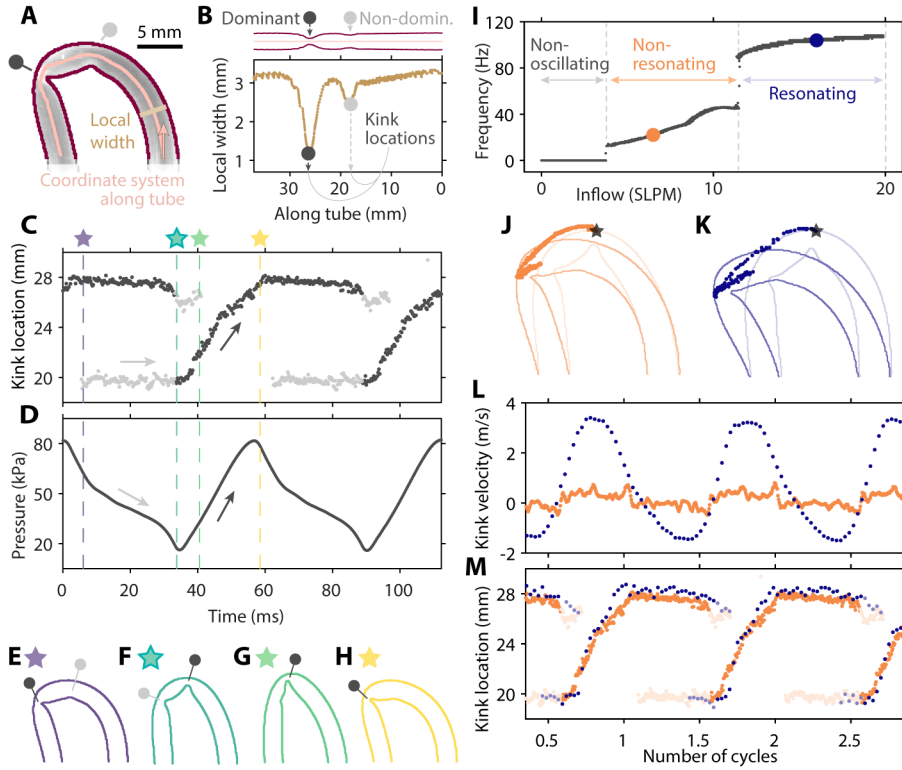 A
5 mm
Local
width
Coordinate system
along tube
B
Dominant
Non-domin.
Local width (mm)
3
2
1
Kink
locations
30
20
10
0
Along tube (mm)
C
Kink location (mm)
28
24
20
D
Pressure (kPa)
80
50
20
0
20
40
60
80
100
Time (ms)
E
F
G
H
I
Frequency (Hz)
120
80
40
0
Non-
oscillating
Non-
resonating
Resonating
0
10
20
Inflow (SLPM)
J
K
L
Kink velocity (m/s)
4
2
0
-2
M
Kink location (mm)
28
24
20
0.5
1
1.5
2
2.5
Number of cycles